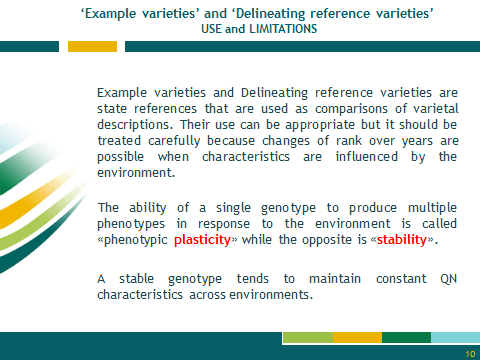 ‘Example varieties’ and ‘Delineating reference varieties’
USE and LIMITATIONS
Example varieties and Delineating reference varieties are
state references that are used as comparisons of varietal
descriptions. Their use can be appropriate but it should be
treated carefully because changes of rank over years are
possible when characteristics are influenced by the
environment.
The ability of a single genotype to produce multiple
phenotypes in response to the environment is called
«phenotypic plasticity» while the opposite is «stability».
A stable genotype tends to maintain constant QN
characteristics across environments.
10